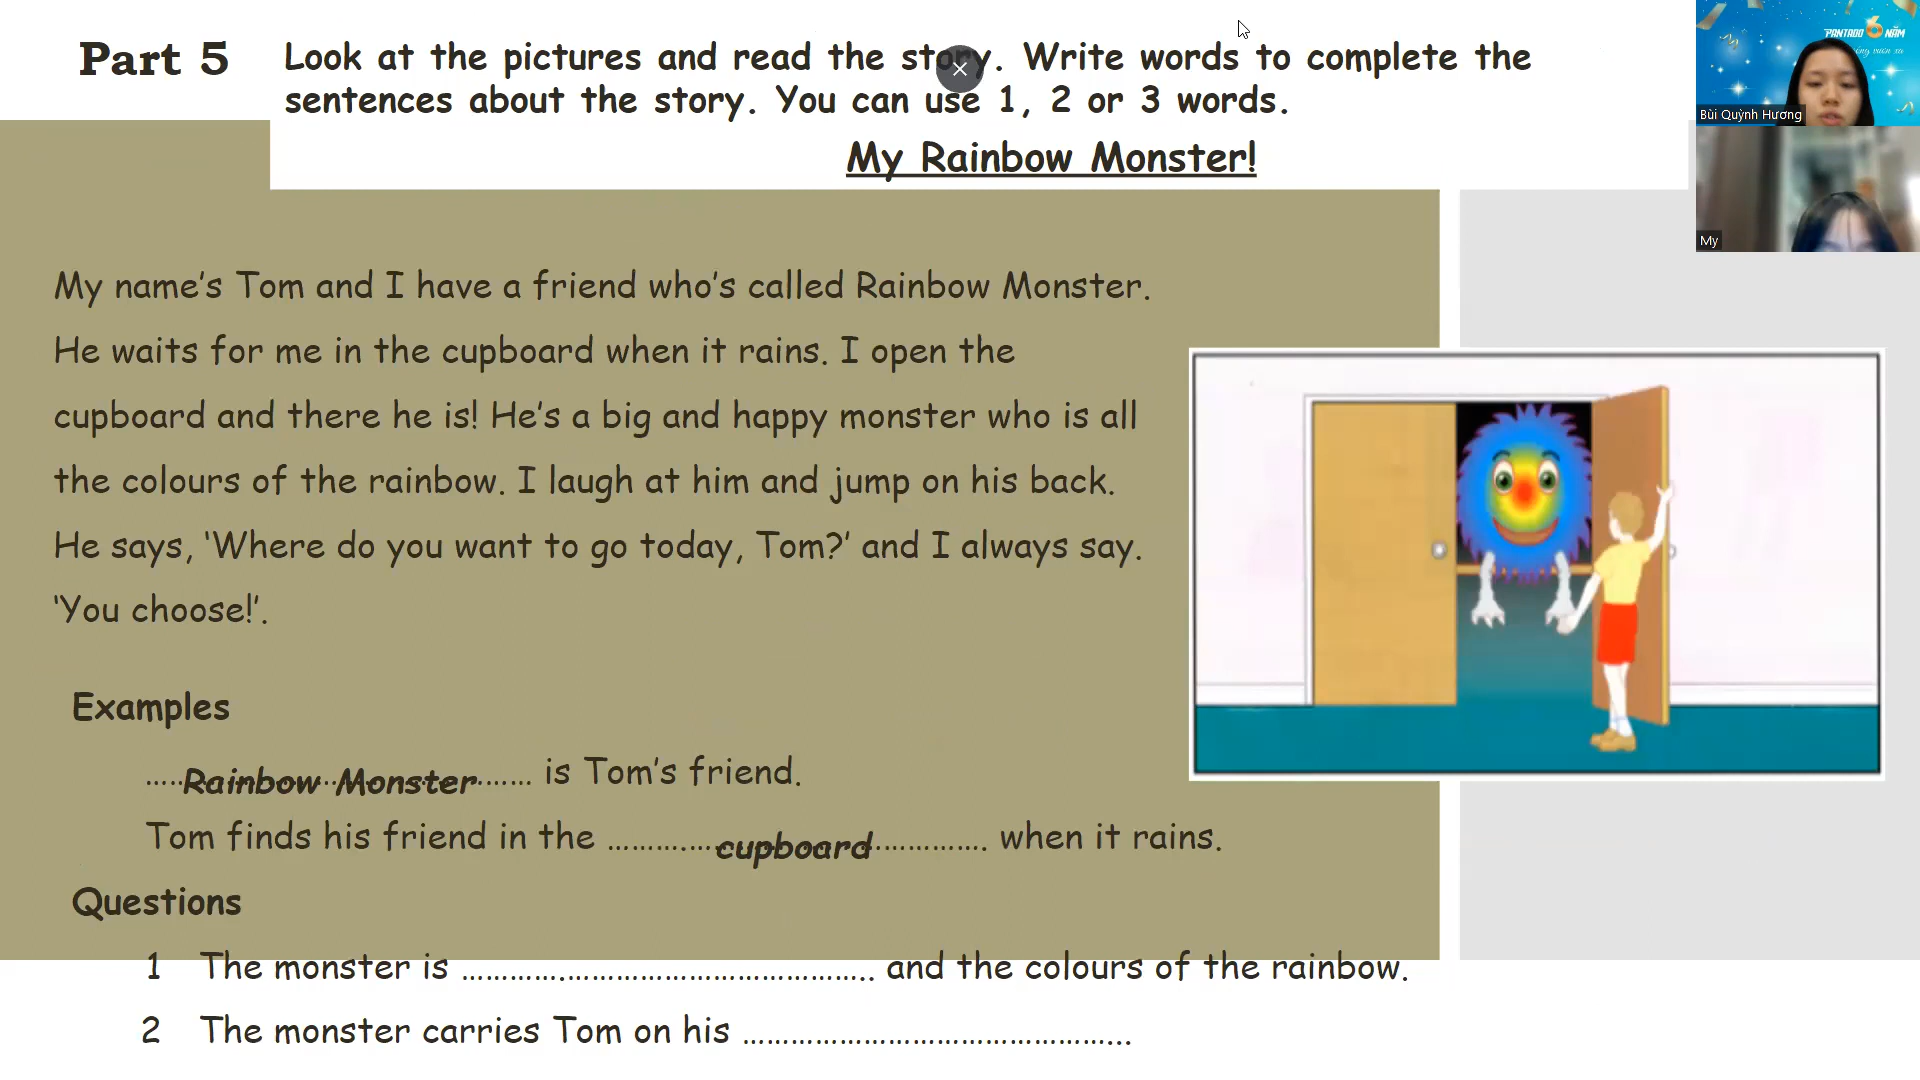 Part 5
Look at the pictures and read the story. Write words to complete the
sentences about the story. You can use 1, 2 or 3 words.
My Rainbow Monster!
My name's Tom and I have a friend who's called Rainbow Monster.
He waits for me in the cupboard when it rains. I open the
cupboard and there he is! He's a big and happy monster who is all
the colours of the rainbow. I laugh at him and jump on his back.
He says, 'Where do you want to go today, Tom?' and I always say.
'You choose!'.
Examples
Rainbow Monster is Tom's friend.
Tom finds his friend in the cupboard when it rains.
Questions
1 The monster is ………….……………………………….. and the colours of the rainbow.
2 The monster carries Tom on his ………………………………………...
PANTADO 6 NĂM
Bùi Quỳnh Hương
My